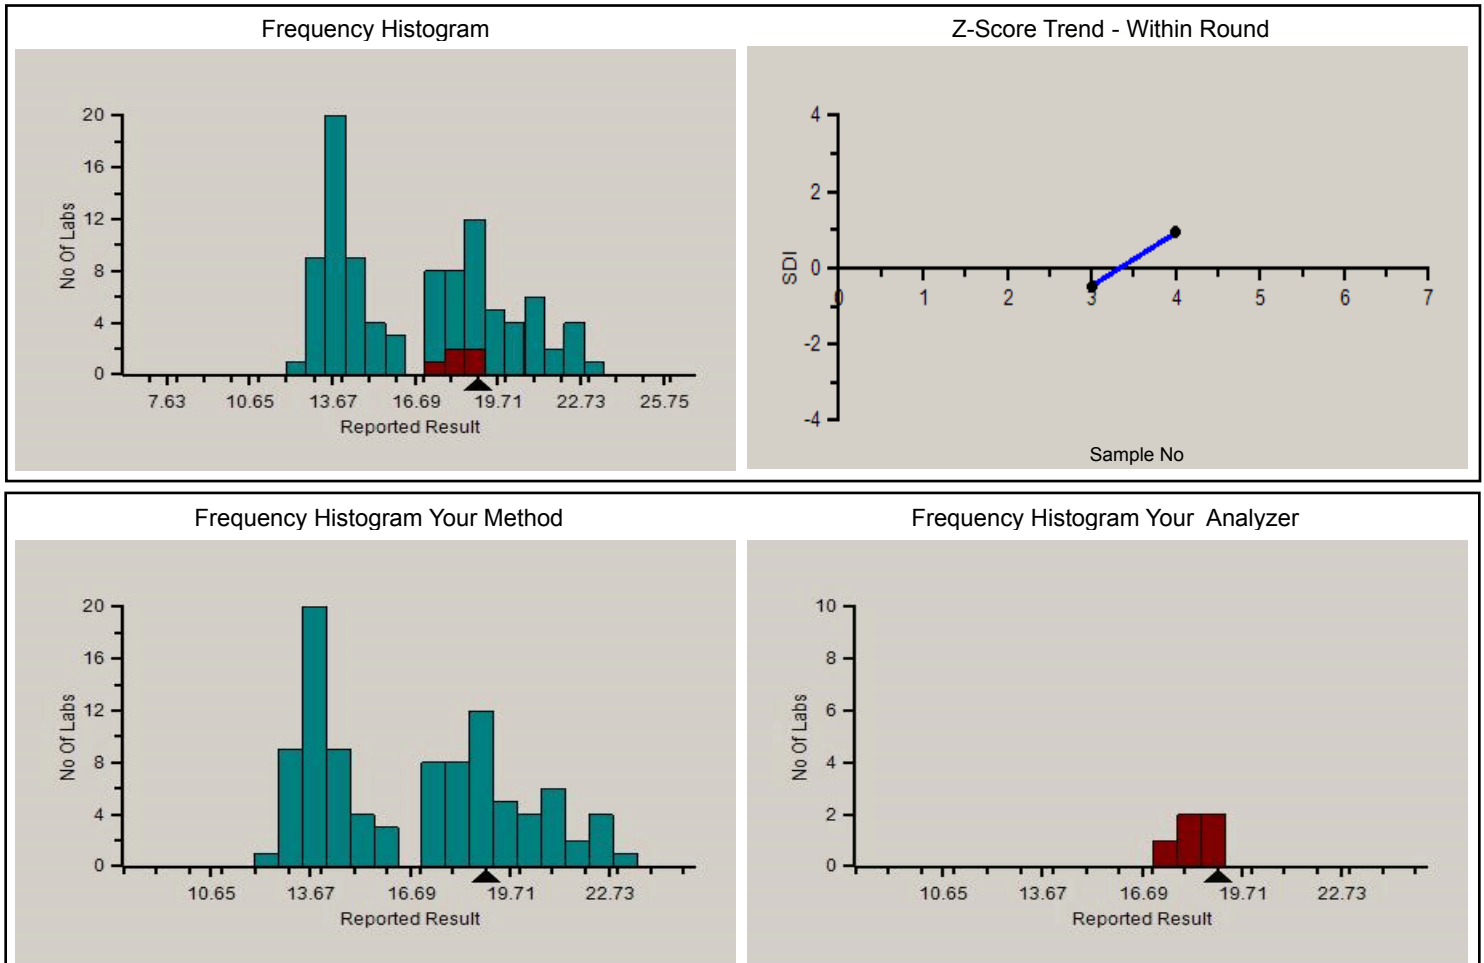 Frequency Histogram
20
16
12
8
4
0
No Of Labs
7.63 10.65 13.67 16.69 19.71 22.73 25.75
Reported Result
Z-Score Trend - Within Round
4
2
0
-2
-4
SDI
0 1 2 3 4 5 6 7
Sample No
Frequency Histogram Your Method
20
16
12
8
4
0
No Of Labs
10.65 13.67 16.69 19.71 22.73
Reported Result
Frequency Histogram Your Analyzer
10
8
6
4
2
0
No Of Labs
10.65 13.67 16.69 19.71 22.73
Reported Result